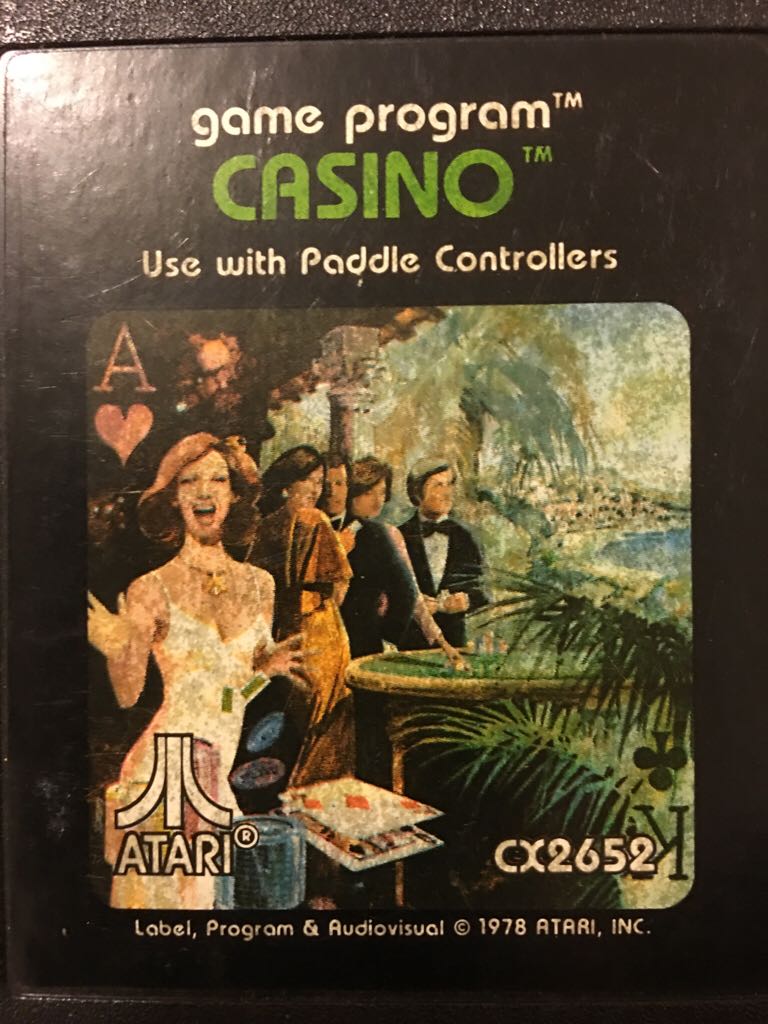 game program™
CASINO™
Use with Paddle Controllers
A
ATARI®
CX2652
K
Label, Program & Audiovisual © 1978 ATARI, INC.